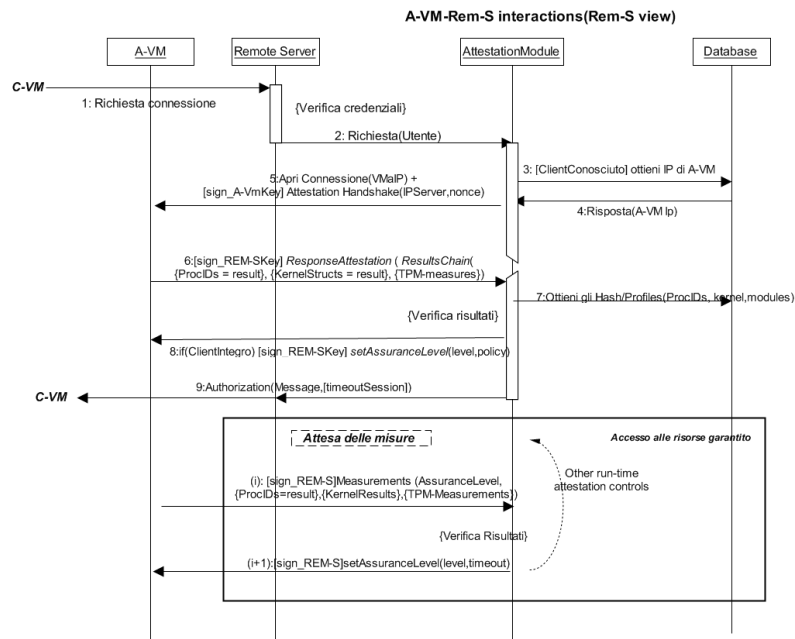 A-VM-Rem-S interactions(Rem-S view)
A-VM
Remote Server
AttestationModule
Database
C-VM
1: Richiesta connessione
{Verifica credenziali}
2: Richiesta(Utente)
3: [ClientConosciuto] ottieni IP di A-VM
5:Apri Connessione(VMaIP) +
[sign_A-VmKey] Attestation Handshake(IPServer,nonce)
4:Risposta(A-VM Ip)
6:[sign_REM-SKey] ResponseAttestation ( ResultsChain(
{ProcIDs = result}, {KernelStructs = result}, {TPM-measures})
7:Ottieni gli Hash/Profiles(ProcIDs, kernel,modules)
{Verifica risultati}
8:if(ClientIntegro) [sign_REM-SKey] setAssuranceLevel(level,policy)
9:Authorization(Message,[timeoutSession])
C-VM
Attesa delle misure
Accesso alle risorse garantito
(i): [sign_REM-S]Measurements (AssuranceLevel,
{ProcIDs=result},{KernelResults},{TPM-Measurements})
Other run-time
attestation controls
{Verifica Risultati}
(i+1):[sign_REM-S]setAssuranceLevel(level,timeout)